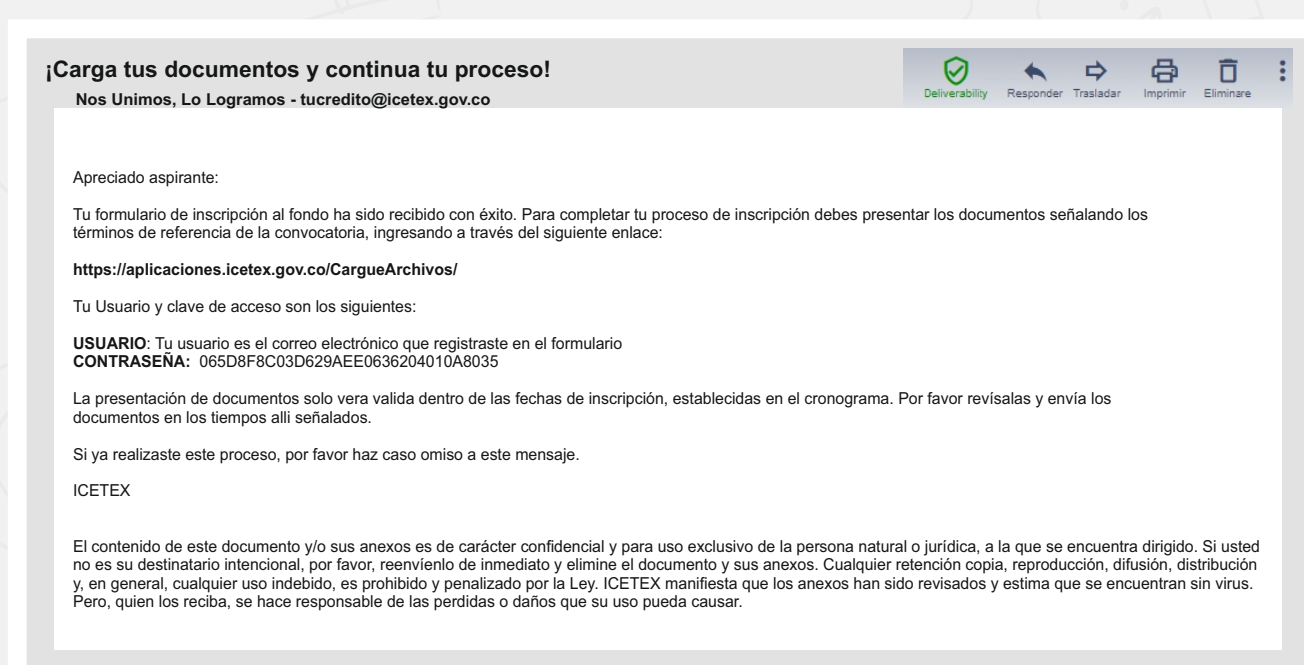 ¡Carga tus documentos y continua tu proceso!
Nos Unimos, Lo Logramos - tucredito@icetex.gov.co
Deliverability Responder Trasladar Imprimir Eliminare
Apreciado aspirante:
Tu formulario de inscripción al fondo ha sido recibido con éxito. Para completar tu proceso de inscripción debes presentar los documentos señalando los
términos de referencia de la convocatoria, ingresando a través del siguiente enlace:
https://aplicaciones.icetex.gov.co/CargueArchivos/
Tu Usuario y clave de acceso son los siguientes:
USUARIO: Tu usuario es el correo electrónico que registraste en el formulario
CONTRASEÑA: 065D8F8C03D629AEE0636204010A8035
La presentación de documentos solo vera valida dentro de las fechas de inscripción, establecidas en el cronograma. Por favor revísalas y envía los
documentos en los tiempos alli señalados.
Si ya realizaste este proceso, por favor haz caso omiso a este mensaje.
ICETEX
El contenido de este documento y/o sus anexos es de carácter confidencial y para uso exclusivo de la persona natural o jurídica, a la que se encuentra dirigido. Si usted
no es su destinatario intencional, por favor, reenvíenlo de inmediato y elimine el documento y sus anexos. Cualquier retención copia, reproducción, difusión, distribución
y, en general, cualquier uso indebido, es prohibido y penalizado por la Ley. ICETEX manifiesta que los anexos han sido revisados y estima que se encuentran sin virus.
Pero, quien los reciba, se hace responsable de las perdidas o daños que su uso pueda causar.